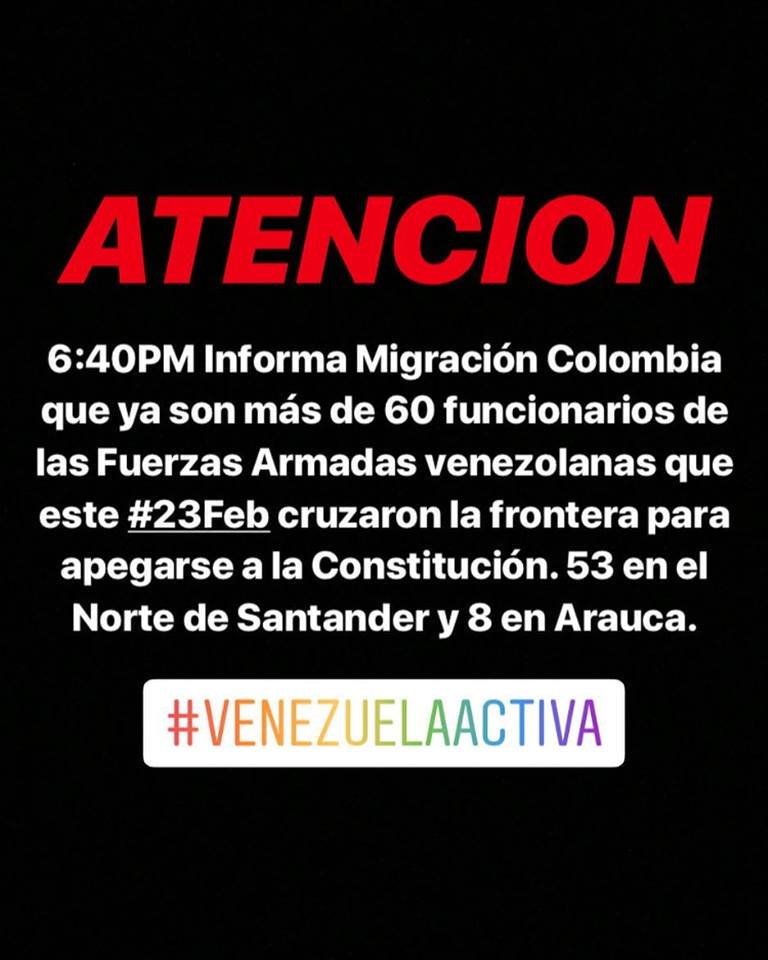 ATENCION
6:40PM Informa Migración Colombia
que ya son más de 60 funcionarios de
las Fuerzas Armadas venezolanas que
este #23Feb cruzaron la frontera para
apegarse a la Constitución. 53 en el
Norte de Santander y 8 en Arauca.
#VENEZUELAACTIVA